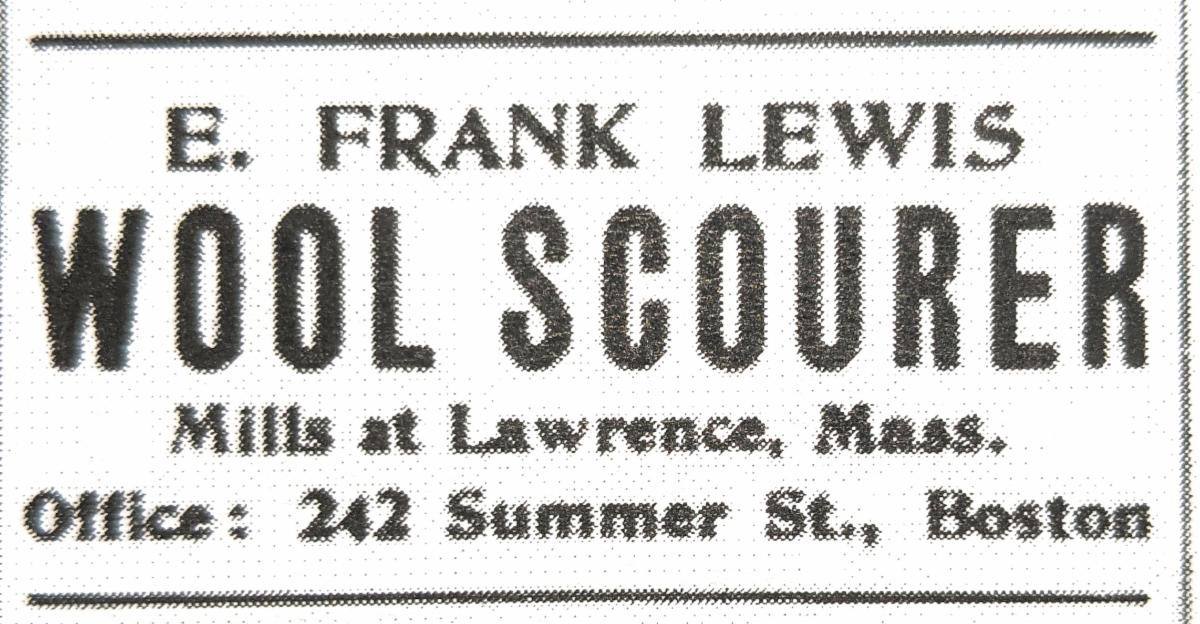 E. FRANK LEWIS
WOOL SCOURER
Mills at Lawrence, Mass.
Office: 242 Summer St., Boston